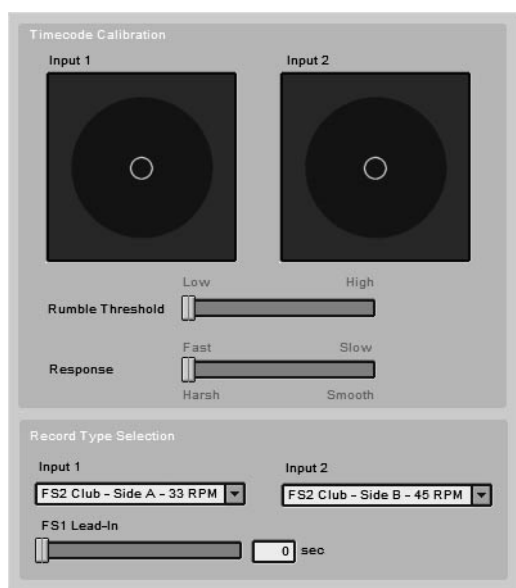 Timecode Calibration
Input 1 Input 2
Low High
Rumble Threshold
Fast Slow
Response
Harsh Smooth
Record Type Selection
Input 1 Input 2
FS2 Club - Side A - 33 RPM FS2 Club - Side B - 45 RPM
FS1 Lead-In
0 sec